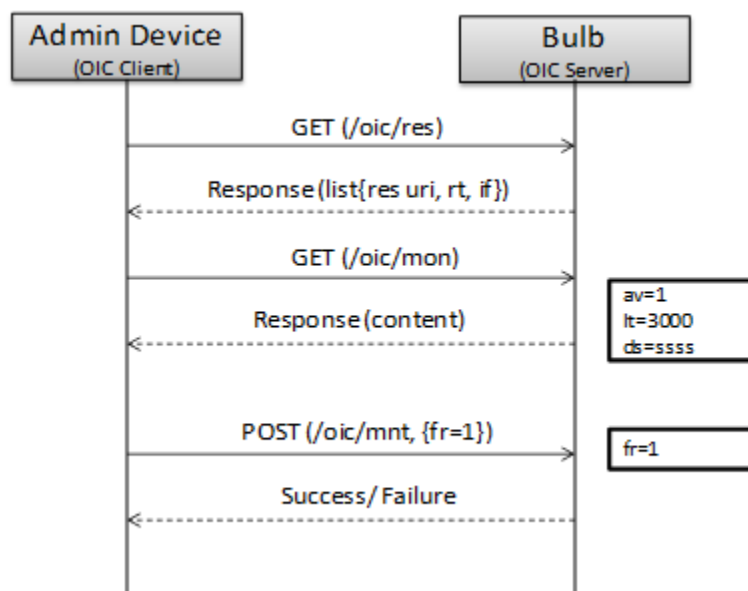 Admin Device
(OIC Client)
Bulb
(OIC Server)
GET (/oic/res)
Response (list{res uri, rt, if})
GET (/oic/mon)
av=1
lt=3000
ds=ssss
Response (content)
POST (/oic/mnt, {fr=1})
fr=1
Success/ Failure